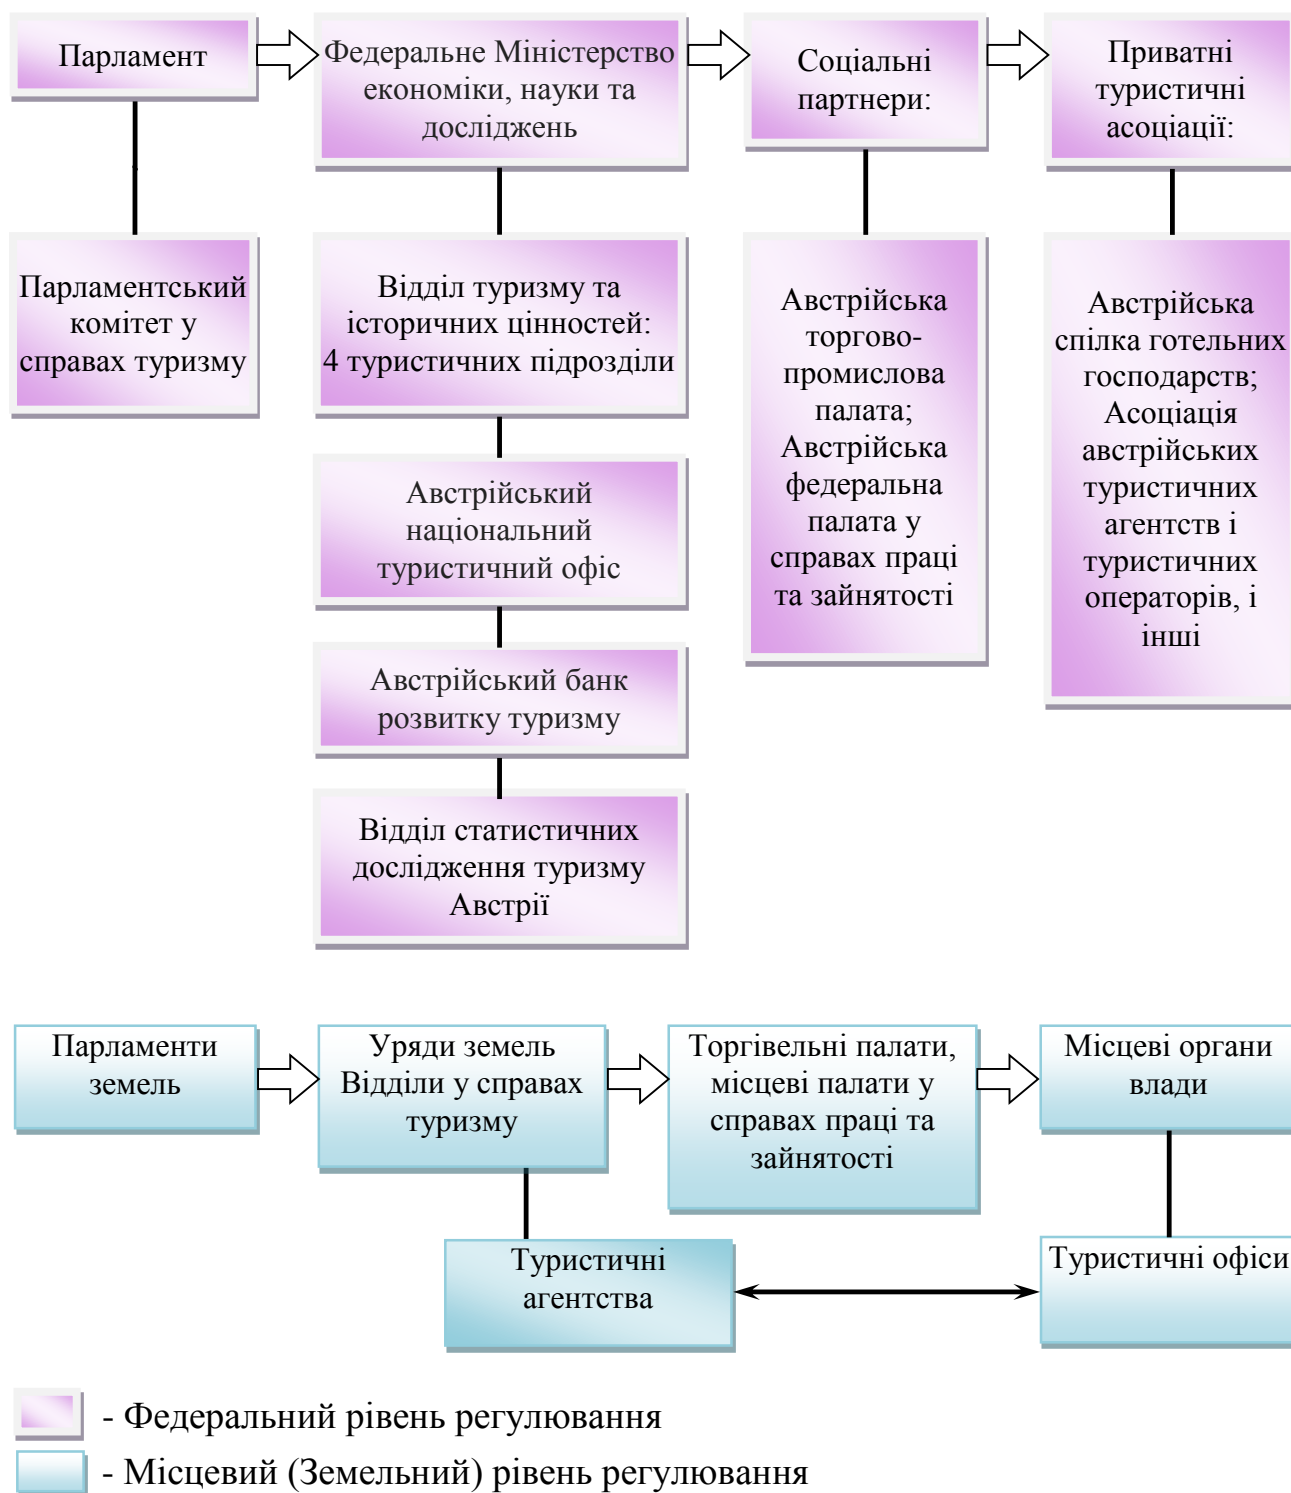 Парламент
Федеральне Міністерство
економіки, науки та
досліджень
Соціальні
партнери:
Приватні
туристичні
асоціації:
Парламентський
комітет у
справах туризму
Відділ туризму та
історичних цінностей:
4 туристичних підрозділи
Австрійський
національний
туристичний офіс
Австрійський банк
розвитку туризму
Відділ статистичних
дослідження туризму
Австрії
Австрійська
торгово-
промислова
палата;
Австрійська
федеральна
палата у
справах праці
та зайнятості
Австрійська
спілка готельних
господарств;
Асоціація
австрійських
туристичних
агентств і
туристичних
операторів, і
інші
Парламенти
земель
Уряди земель
Відділи у справах
туризму
Торгівельні палати,
місцеві палати у
справах праці та
зайнятості
Місцеві органи
влади
Туристичні
агентства
Туристичні офіси
- Федеральний рівень регулювання
- Місцевий (Земельний) рівень регулювання